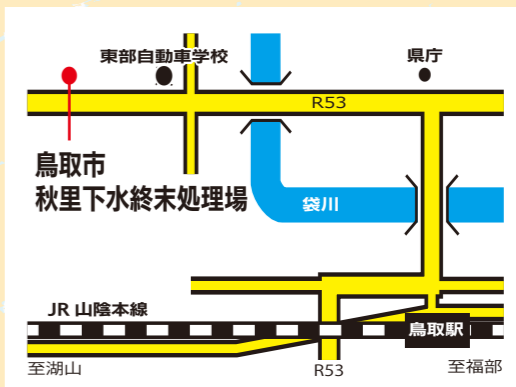 東部自動車学校
県庁
R53
鳥取市
秋里下水終末処理場
袋川
JR 山陰本線
鳥取駅
至湖山
R53
至福部